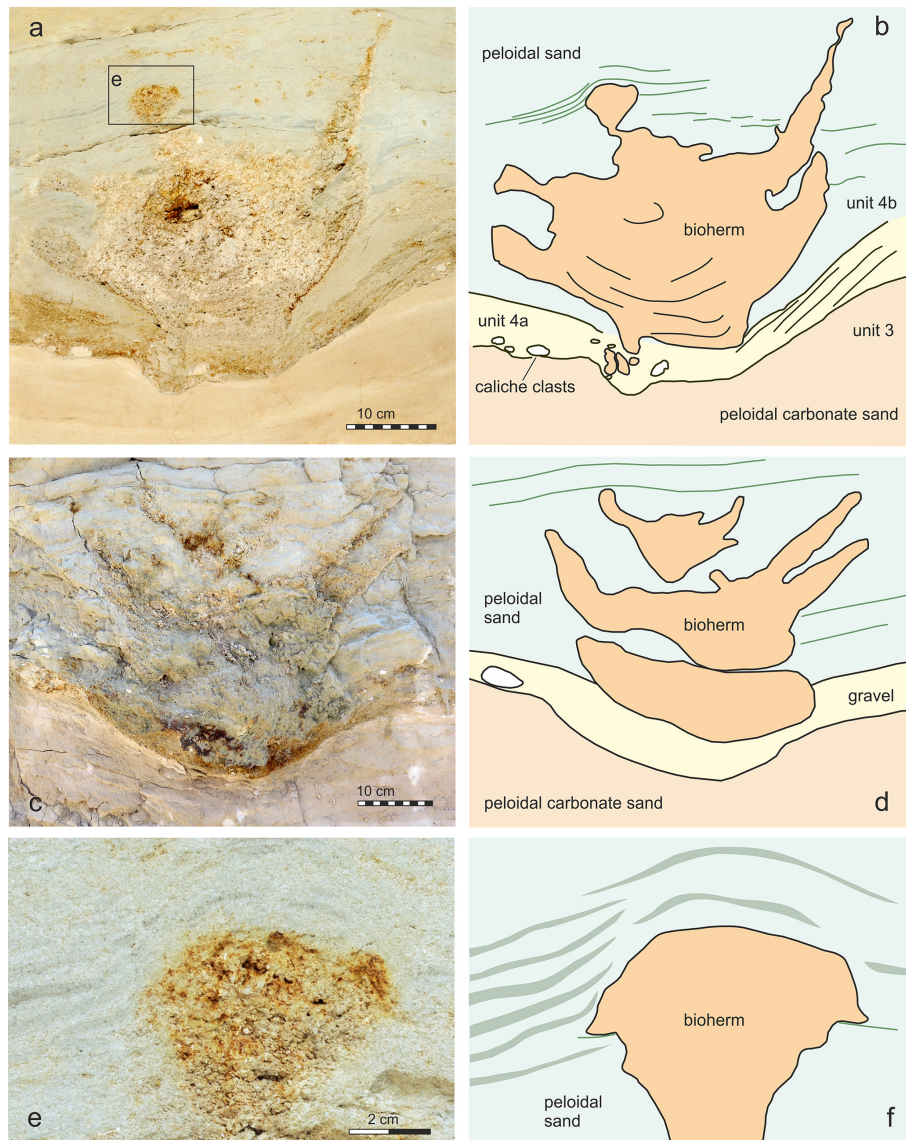 a
e
10 cm
b
peloidal sand
unit 4b
bioherm
unit 4a
unit 3
caliche clasts
peloidal carbonate sand
c
10 cm
d
peloidal
sand
bioherm
gravel
peloidal carbonate sand
e
2 cm
f
bioherm
peloidal
sand